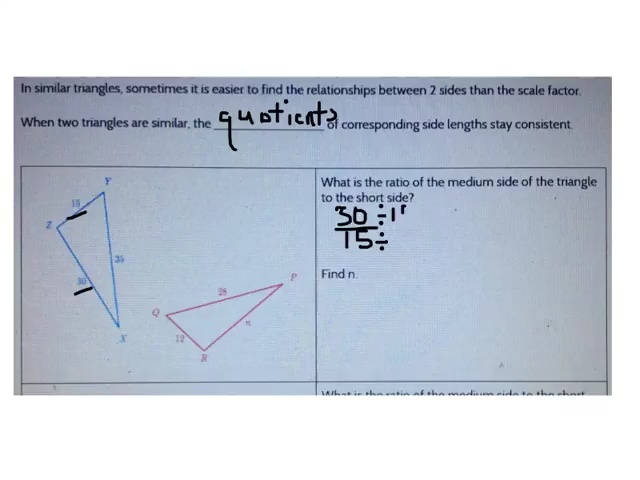 In similar triangles, sometimes it is easier to find the relationships between 2 sides than the scale factor.
When two triangles are similar, the quotients of corresponding side lengths stay consistent.
Y
15
Z
35
30
X
P
28
Q
n
12
R
What is the ratio of the medium side of the triangle
to the short side?
30 ÷
15 ÷
Find n.
What is the ratio of the medium side to the short